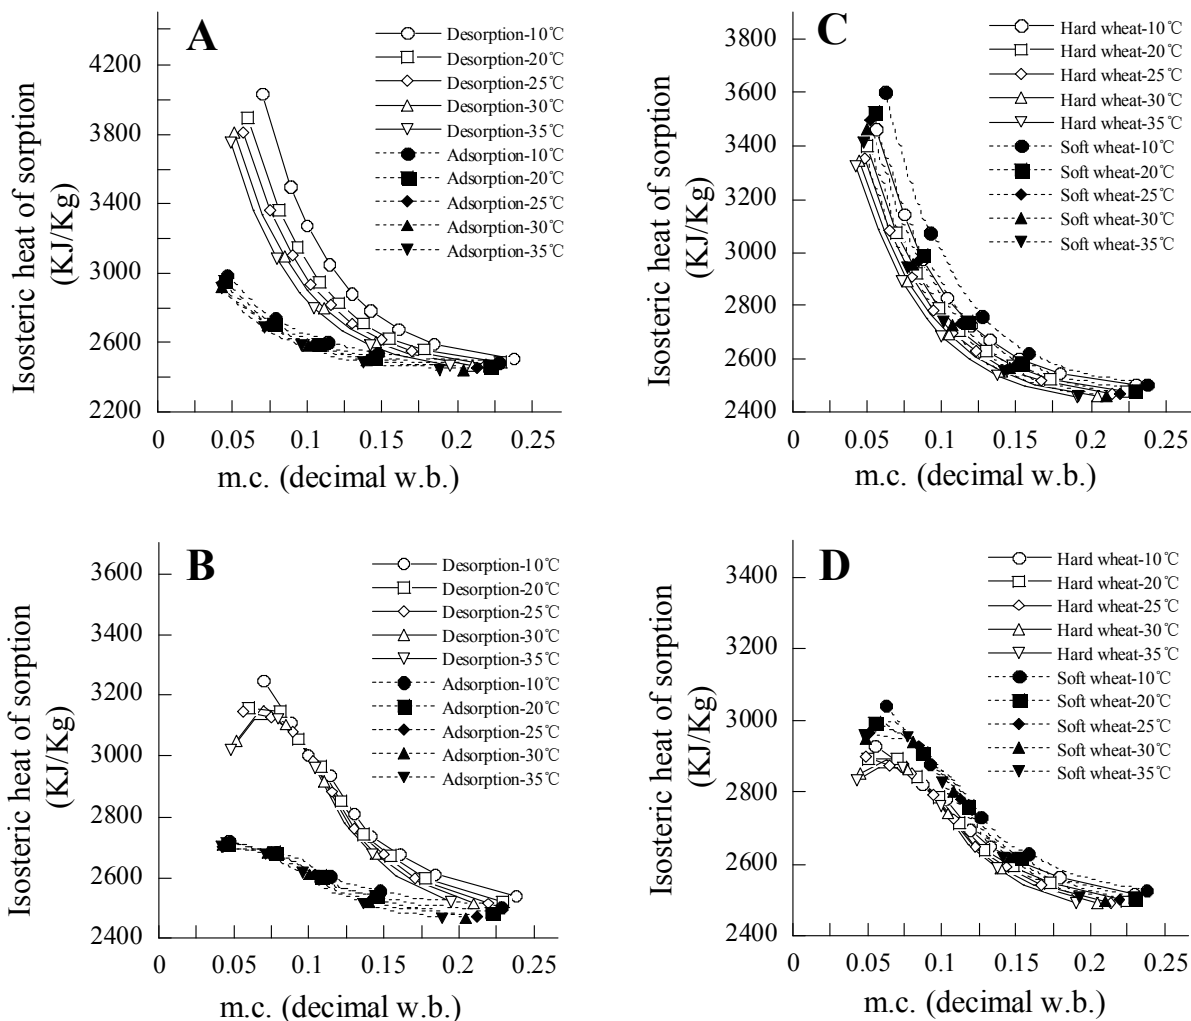 A
Isosteric heat of sorption
(KJ/Kg)
4200
3800
3400
3000
2600
2200
0
0.05
0.1
0.15
0.2
0.25
m.c. (decimal w.b.)
Desorption-10℃
Desorption-20℃
Desorption-25℃
Desorption-30℃
Desorption-35℃
Adsorption-10℃
Adsorption-20℃
Adsorption-25℃
Adsorption-30℃
Adsorption-35℃
C
Isosteric heat of sorption
(KJ/Kg)
3800
3600
3400
3200
3000
2800
2600
2400
0
0.05
0.1
0.15
0.2
0.25
m.c. (decimal w.b.)
Hard wheat-10℃
Hard wheat-20℃
Hard wheat-25℃
Hard wheat-30℃
Hard wheat-35℃
Soft wheat-10℃
Soft wheat-20℃
Soft wheat-25℃
Soft wheat-30℃
Soft wheat-35℃
B
Isosteric heat of sorption
(KJ/Kg)
3600
3400
3200
3000
2800
2600
2400
0
0.05
0.1
0.15
0.2
0.25
m.c. (decimal w.b.)
Desorption-10℃
Desorption-20℃
Desorption-25℃
Desorption-30℃
Desorption-35℃
Adsorption-10℃
Adsorption-20℃
Adsorption-25℃
Adsorption-30℃
Adsorption-35℃
D
Isosteric heat of sorption
(KJ/Kg)
3400
3200
3000
2800
2600
2400
0
0.05
0.1
0.15
0.2
0.25
m.c. (decimal w.b.)
Hard wheat-10℃
Hard wheat-20℃
Hard wheat-25℃
Hard wheat-30℃
Hard wheat-35℃
Soft wheat-10℃
Soft wheat-20℃
Soft wheat-25℃
Soft wheat-30℃
Soft wheat-35℃